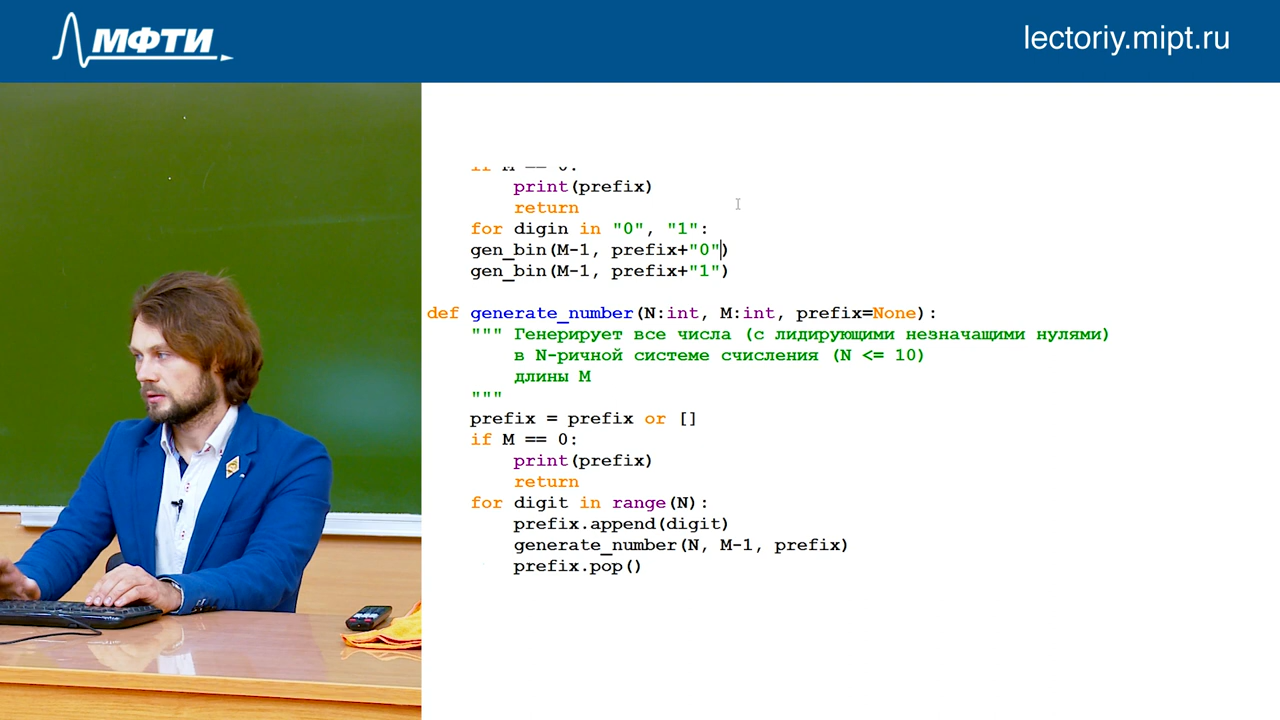 МФТИ
lectoriy.mipt.ru
if M == 0:
print(prefix)
return
for digin in "0", "1":
gen_bin(M-1, prefix+"0")
gen_bin(M-1, prefix+"1")
def generate_number(N:int, M:int, prefix=None):
""" Генерирует все числа (с лидирующими незначащими нулями)
в N-ричной системе счисления (N <= 10)
длины M
"""
prefix = prefix or []
if M == 0:
print(prefix)
return
for digit in range(N):
prefix.append(digit)
generate_number(N, M-1, prefix)
prefix.pop()